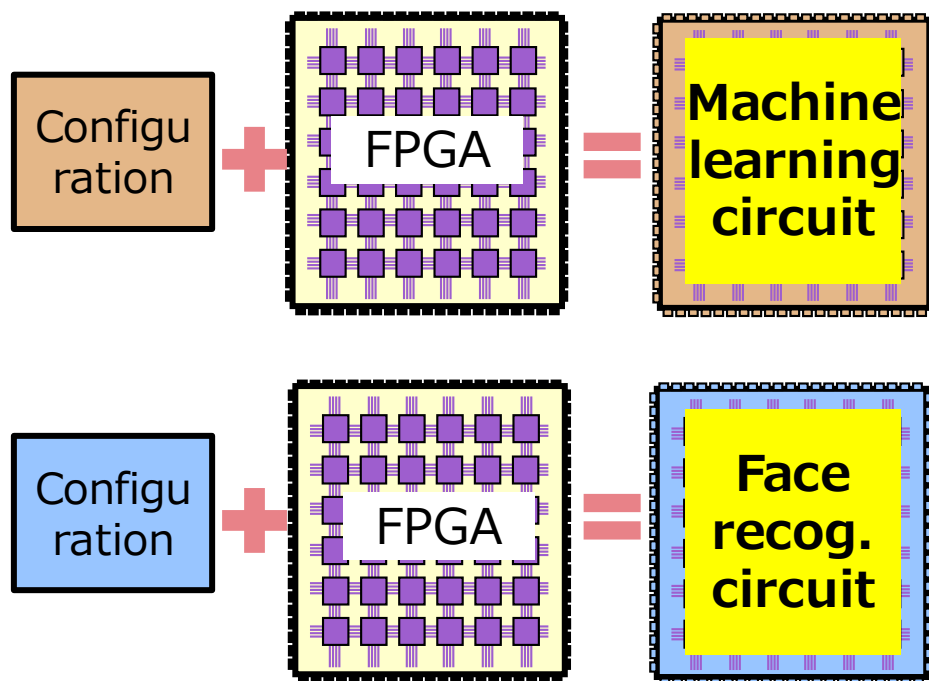 Configu
ration
FPGA
Machine
learning
circuit
Configu
ration
FPGA
Face
recog.
circuit